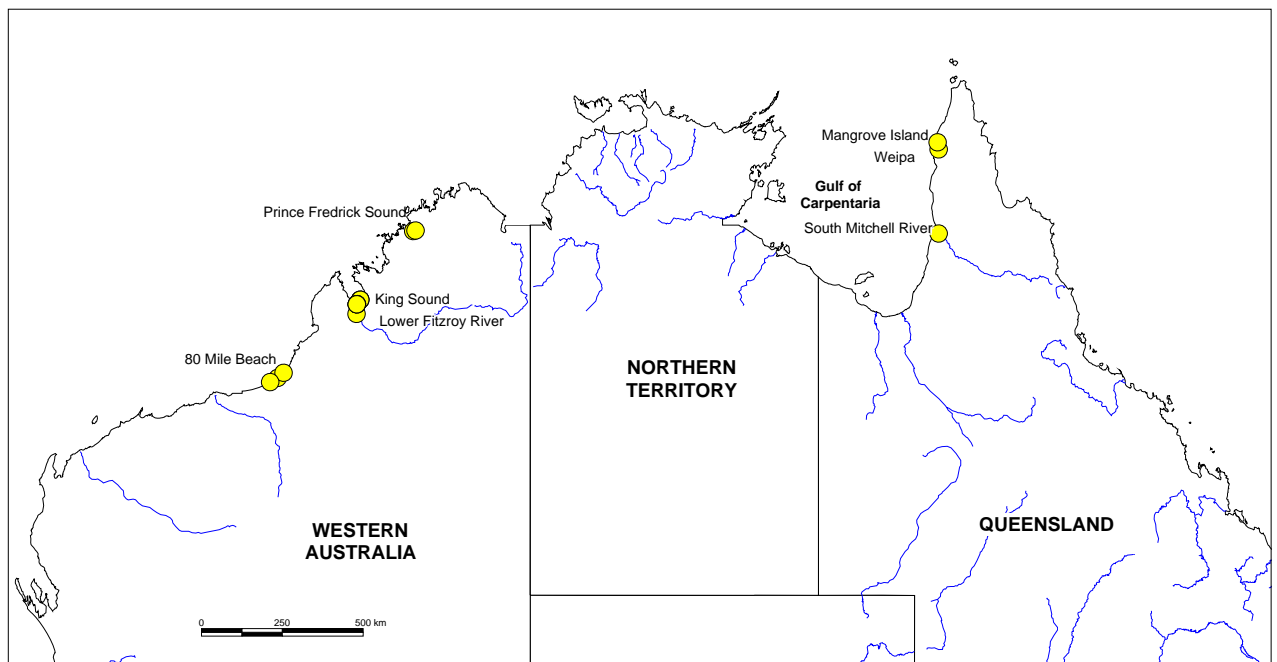 Mangrove Island
Weipa
Gulf of
Carpentaria
Prince Fredrick Sound
South Mitchell River
King Sound
Lower Fitzroy River
80 Mile Beach
NORTHERN
TERRITORY
WESTERN
AUSTRALIA
QUEENSLAND
0 250 500 km